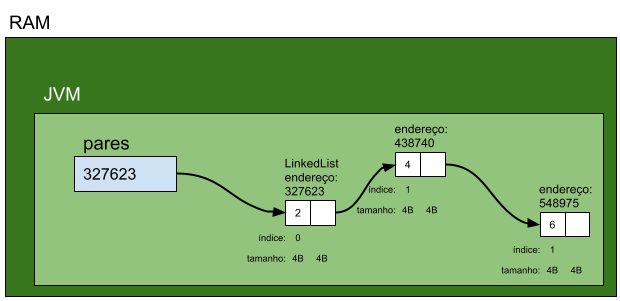 RAM
JVM
pares
327623
LinkedList
endereço:
327623
2
índice: 0
tamanho: 4B 4B
endereço:
438740
4
índice: 1
tamanho: 4B 4B
endereço:
548975
6
índice: 1
tamanho: 4B 4B